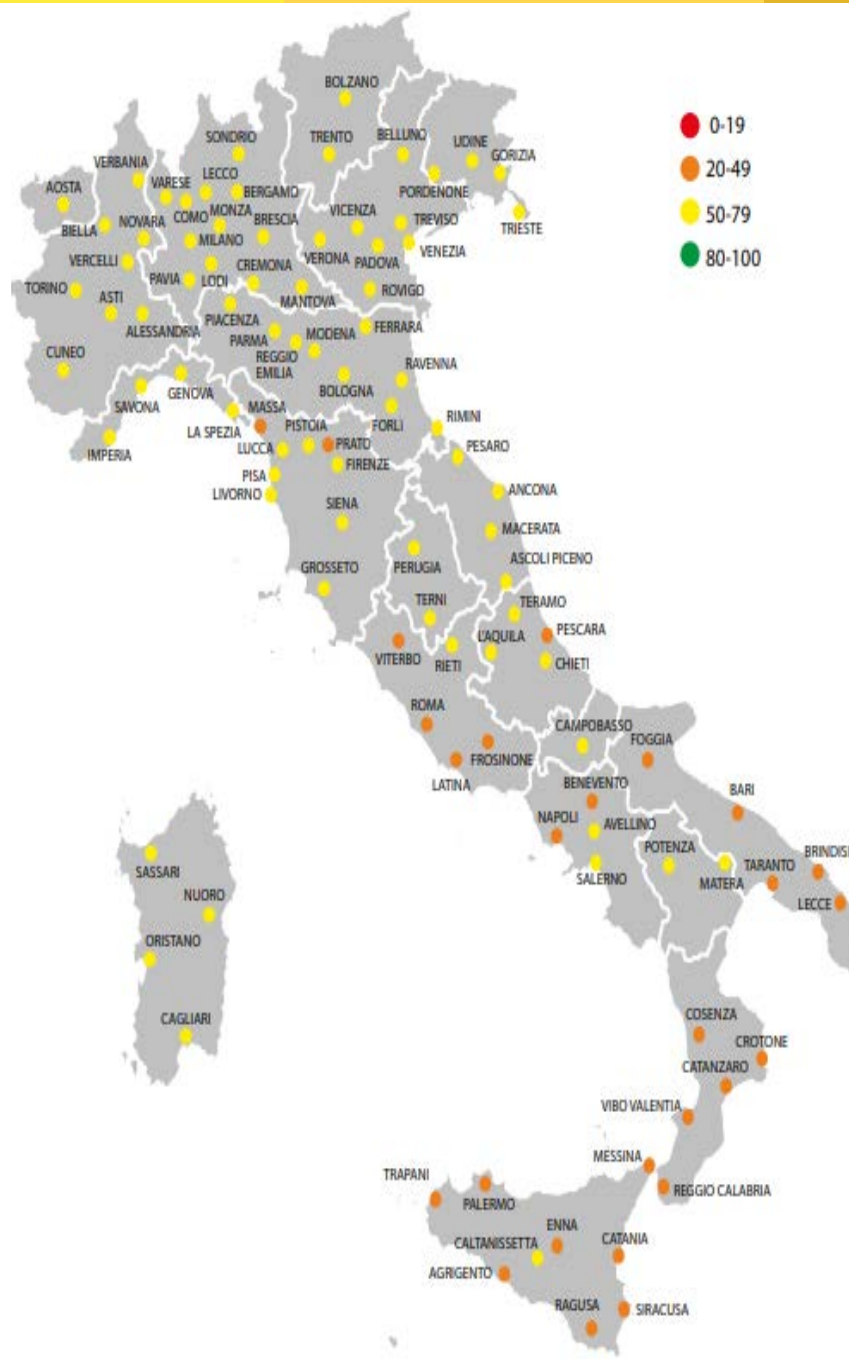 BOLZANO
0-19
SONDRIO
TRENTO
BELLUNO
UDINE
GORIZIA
VERBANIA
20-49
AOSTA
VARESE
LECCO
BERGAMO
PORDENONE
50-79
COMO
MONZA
VICENZA
TREVISO
TRIESTE
BIELLA
NOVARA
BRESCIA
MILANO
VERONA
PADOVA
VENEZIA
80-100
VERCELLI
CREMONA
TORINO
PAVIA
LODI
MANTOVA
ROVIGO
ASTI
ALESSANDRIA
PIACENZA
FERRARA
PARMA
MODENA
CUNEO
REGGIO
EMILIA
RAVENNA
BOLOGNA
GENOVA
SAVONA
MASSA
LA SPEZIA
PISTOIA
FORLÌ
RIMINI
IMPERIA
LUCCA
PRATO
PESARO
FIRENZE
PISA
LIVORNO
ANCONA
SIENA
MACERATA
ASCOLI PICENO
GROSSETO
PERUGIA
TERNI
TERAMO
PESCARA
L'AQUILA
VITERBO
RIETI
CHIETI
ROMA
CAMPOBASSO
FOGGIA
FROSINONE
LATINA
BENEVENTO
BARI
NAPOLI
AVELLINO
POTENZA
BRINDISI
SASSARI
SALERNO
MATERA
TARANTO
NUORO
LECCE
ORISTANO
CAGLIARI
COSENZA
CROTONE
CATANZARO
VIBO VALENTIA
MESSINA
TRAPANI
REGGIO CALABRIA
PALERMO
ENNA
CATANIA
CALTANISSETTA
AGRIGENTO
RAGUSA
SIRACUSA